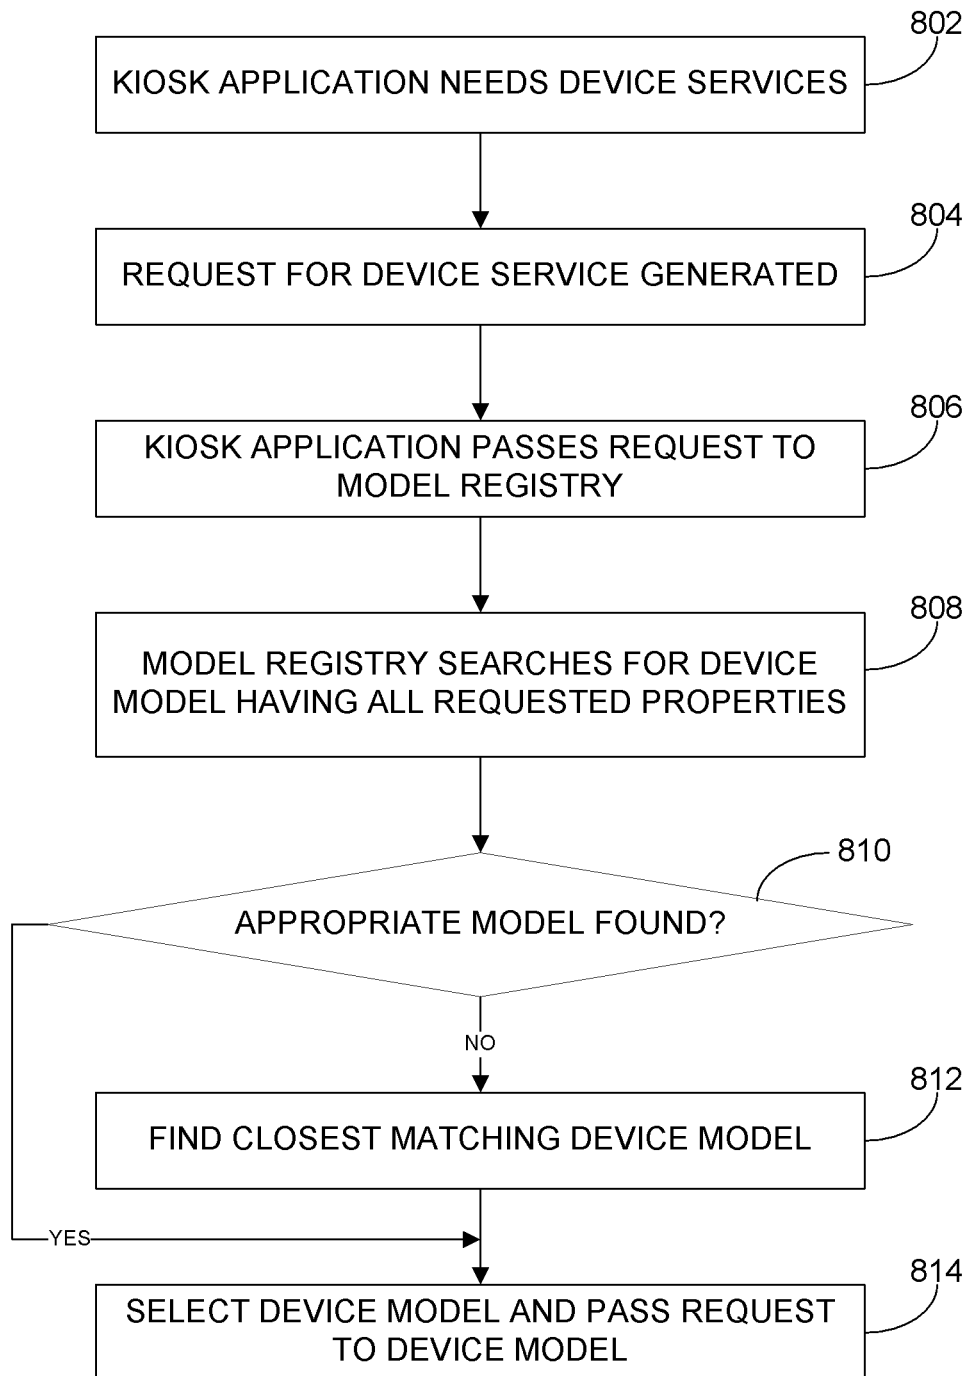 802
KIOSK APPLICATION NEEDS DEVICE SERVICES
804
REQUEST FOR DEVICE SERVICE GENERATED
806
KIOSK APPLICATION PASSES REQUEST TO
MODEL REGISTRY
808
MODEL REGISTRY SEARCHES FOR DEVICE
MODEL HAVING ALL REQUESTED PROPERTIES
810
APPROPRIATE MODEL FOUND?
NO
812
FIND CLOSEST MATCHING DEVICE MODEL
YES
814
SELECT DEVICE MODEL AND PASS REQUEST
TO DEVICE MODEL